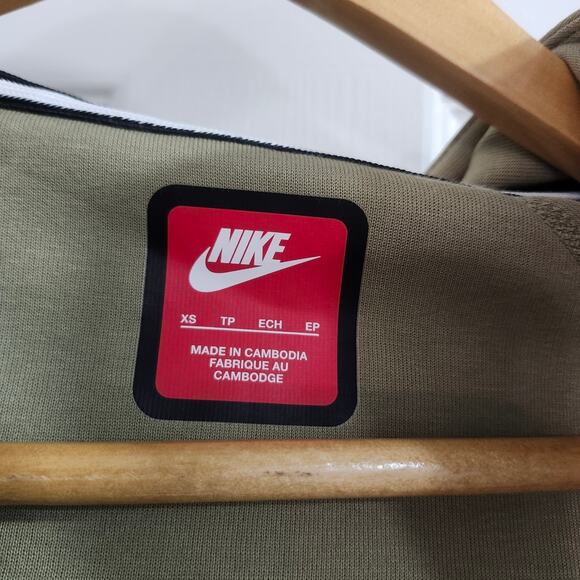 NIKE
XS TP ECH EP
MADE IN CAMBODIA
FABRIQUE AU
CAMBODGE